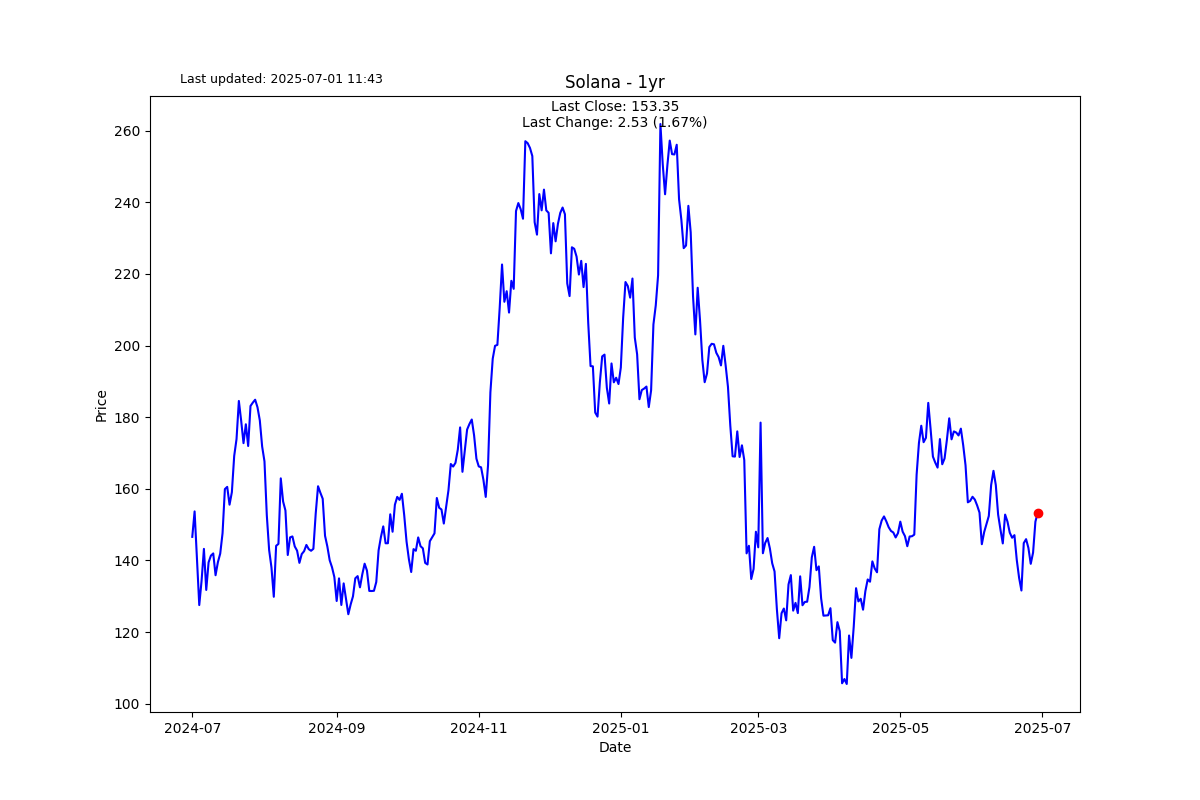 Last updated: 2025-07-01 11:43
Solana - 1yr
Last Close: 153.35
Last Change: 2.53 (1.67%)
260
240
220
200
180
160
140
120
100
Price
2024-07
2024-09
2024-11
2025-01
2025-03
2025-05
2025-07
Date